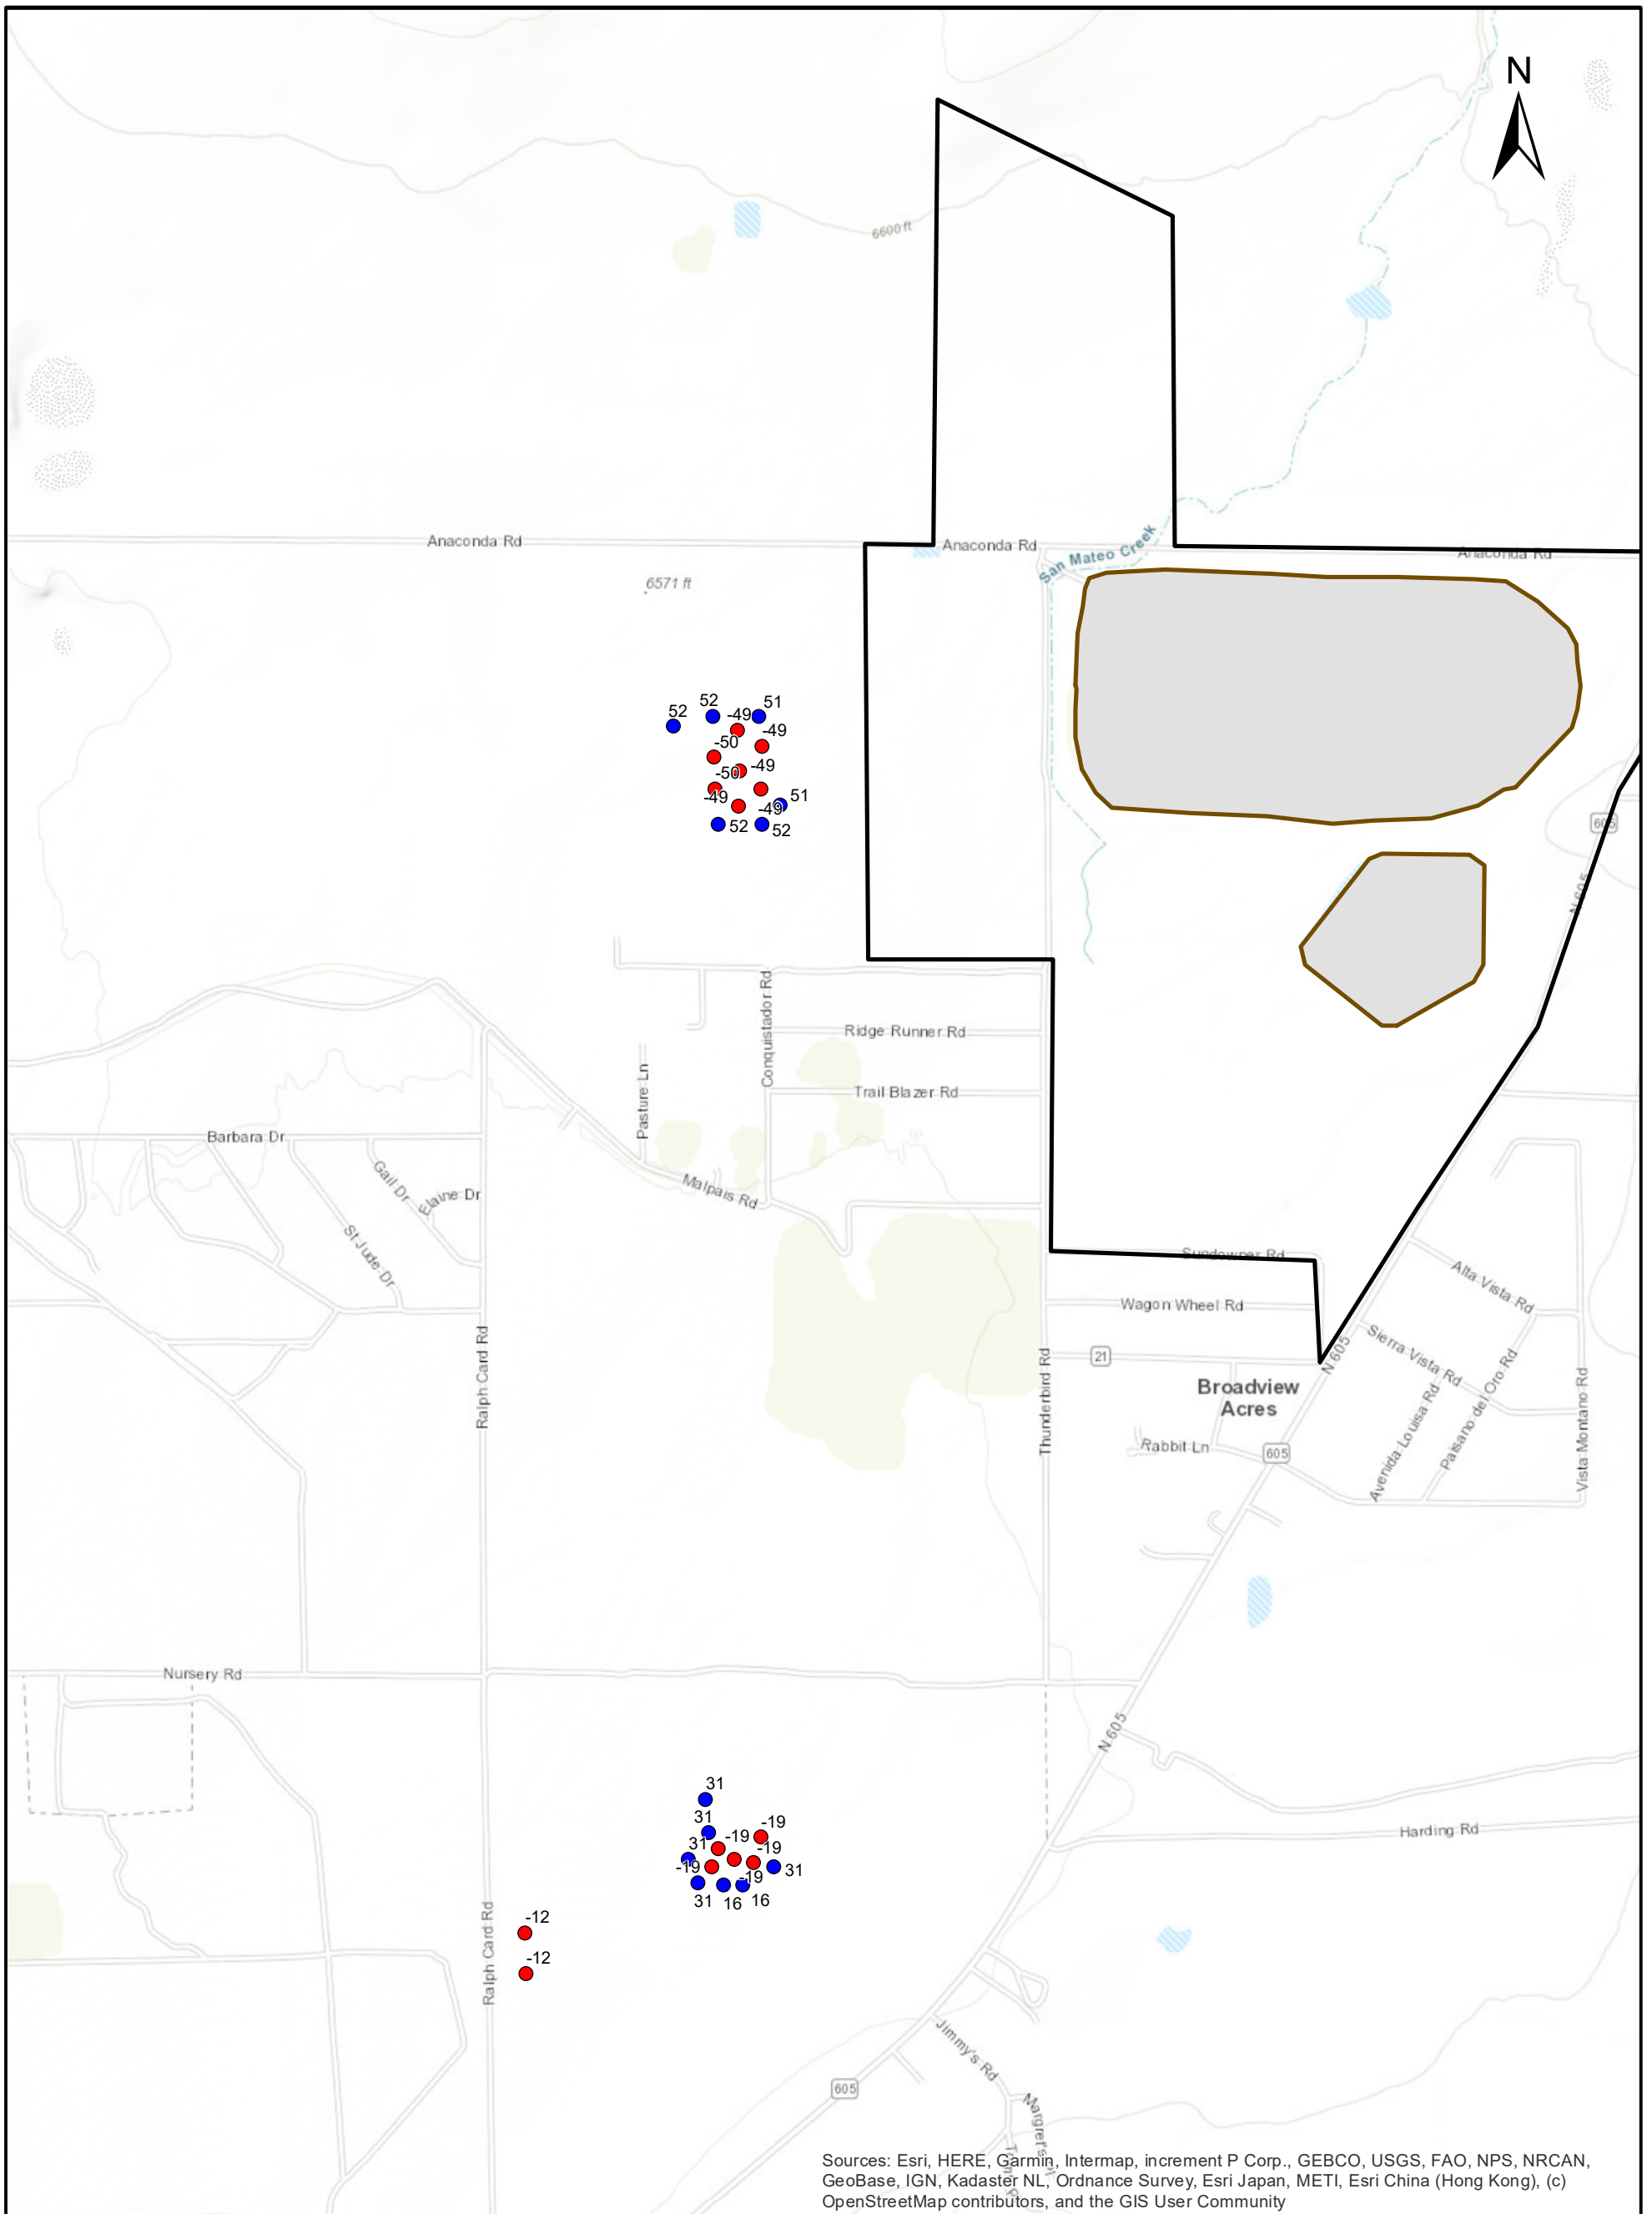 N
6600 ft
Anaconda Rd
Anaconda Rd
San Mateo Creek
Anaconda Rd
6571 ft
52
52
51
-49
-49
-50
-49
-50
-49
51
-49
52
52
605
N 605
Conquistador Rd
Ridge Runner Rd
Pasture Ln
Trail Blazer Rd
Barbara Dr
Gail Dr
Elaine Dr
Malpais Rd
St Jude Dr
Sundowner Rd
Alta Vista Rd
Wagon Wheel Rd
Sierra Vista Rd
Ralph Card Rd
Thunderbird Rd
21
N 605
Broadview
Acres
Paisano del Oro Rd
Avenida Louisa Rd
Vista Montano Rd
Rabbit Ln
605
Nursery Rd
N 605
31
31
-19
-19
31
-19
-19
31
-19
31
16
16
Harding Rd
-12
-12
Ralph Card Rd
Jimmy's Rd
605
Sources: Esri, HERE, Garmin, Intermap, increment P Corp., GEBCO, USGS, FAO, NPS, NRCAN,
GeoBase, IGN, Kadaster NL, Ordnance Survey, Esri Japan, METI, Esri China (Hong Kong), (c)
OpenStreetMap contributors, and the GIS User Community